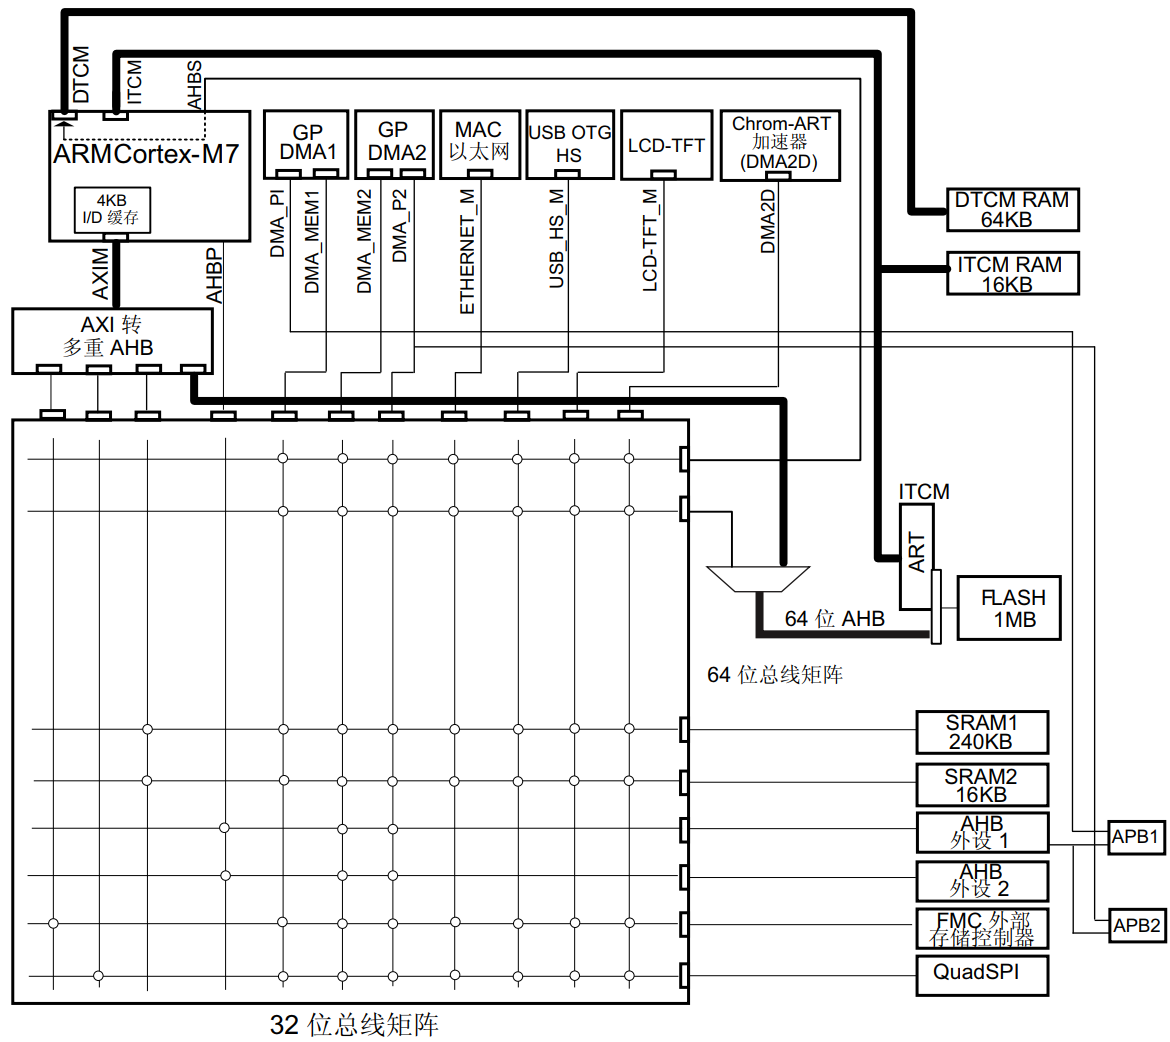 DTCM
ITCM
AHBS
ARMCortex-M7
4KB
I/D 缓存
AXIM
AHBP
GP
DMA1
GP
DMA2
MAC
以太网
USB OTG
HS
LCD-TFT
Chrom-ART
加速器
(DMA2D)
DMA_PI
DMA_MEM1
DMA_MEM2
DMA_P2
ETHERNET_M
USB_HS_M
LCD-TFT_M
DMA2D
DTCM RAM
64KB
ITCM RAM
16KB
AXI 转
多重 AHB
ITCM
ART
FLASH
1MB
64 位 AHB
64 位总线矩阵
SRAM1
240KB
SRAM2
16KB
AHB
外设 1
APB1
AHB
外设 2
FMC 外部
存储控制器
APB2
QuadSPI
32 位总线矩阵